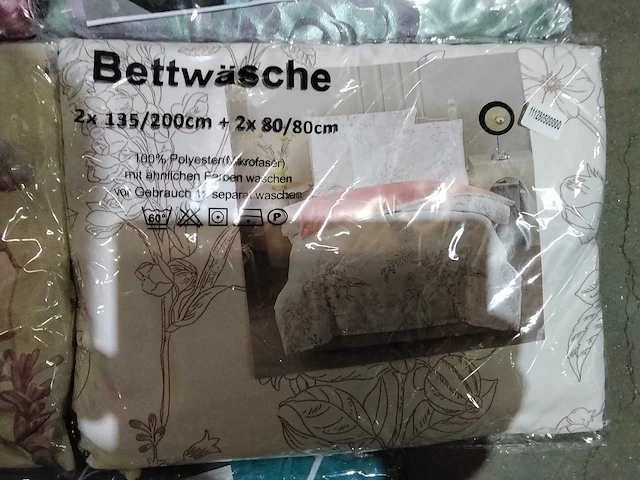 Bettwäsche
2x 135/200cm + 2x 80/80cm
100% Polyester(Mikrofaser)
mit ähnlichen Farben waschen
vor Gebrauch separat waschen
60°
P